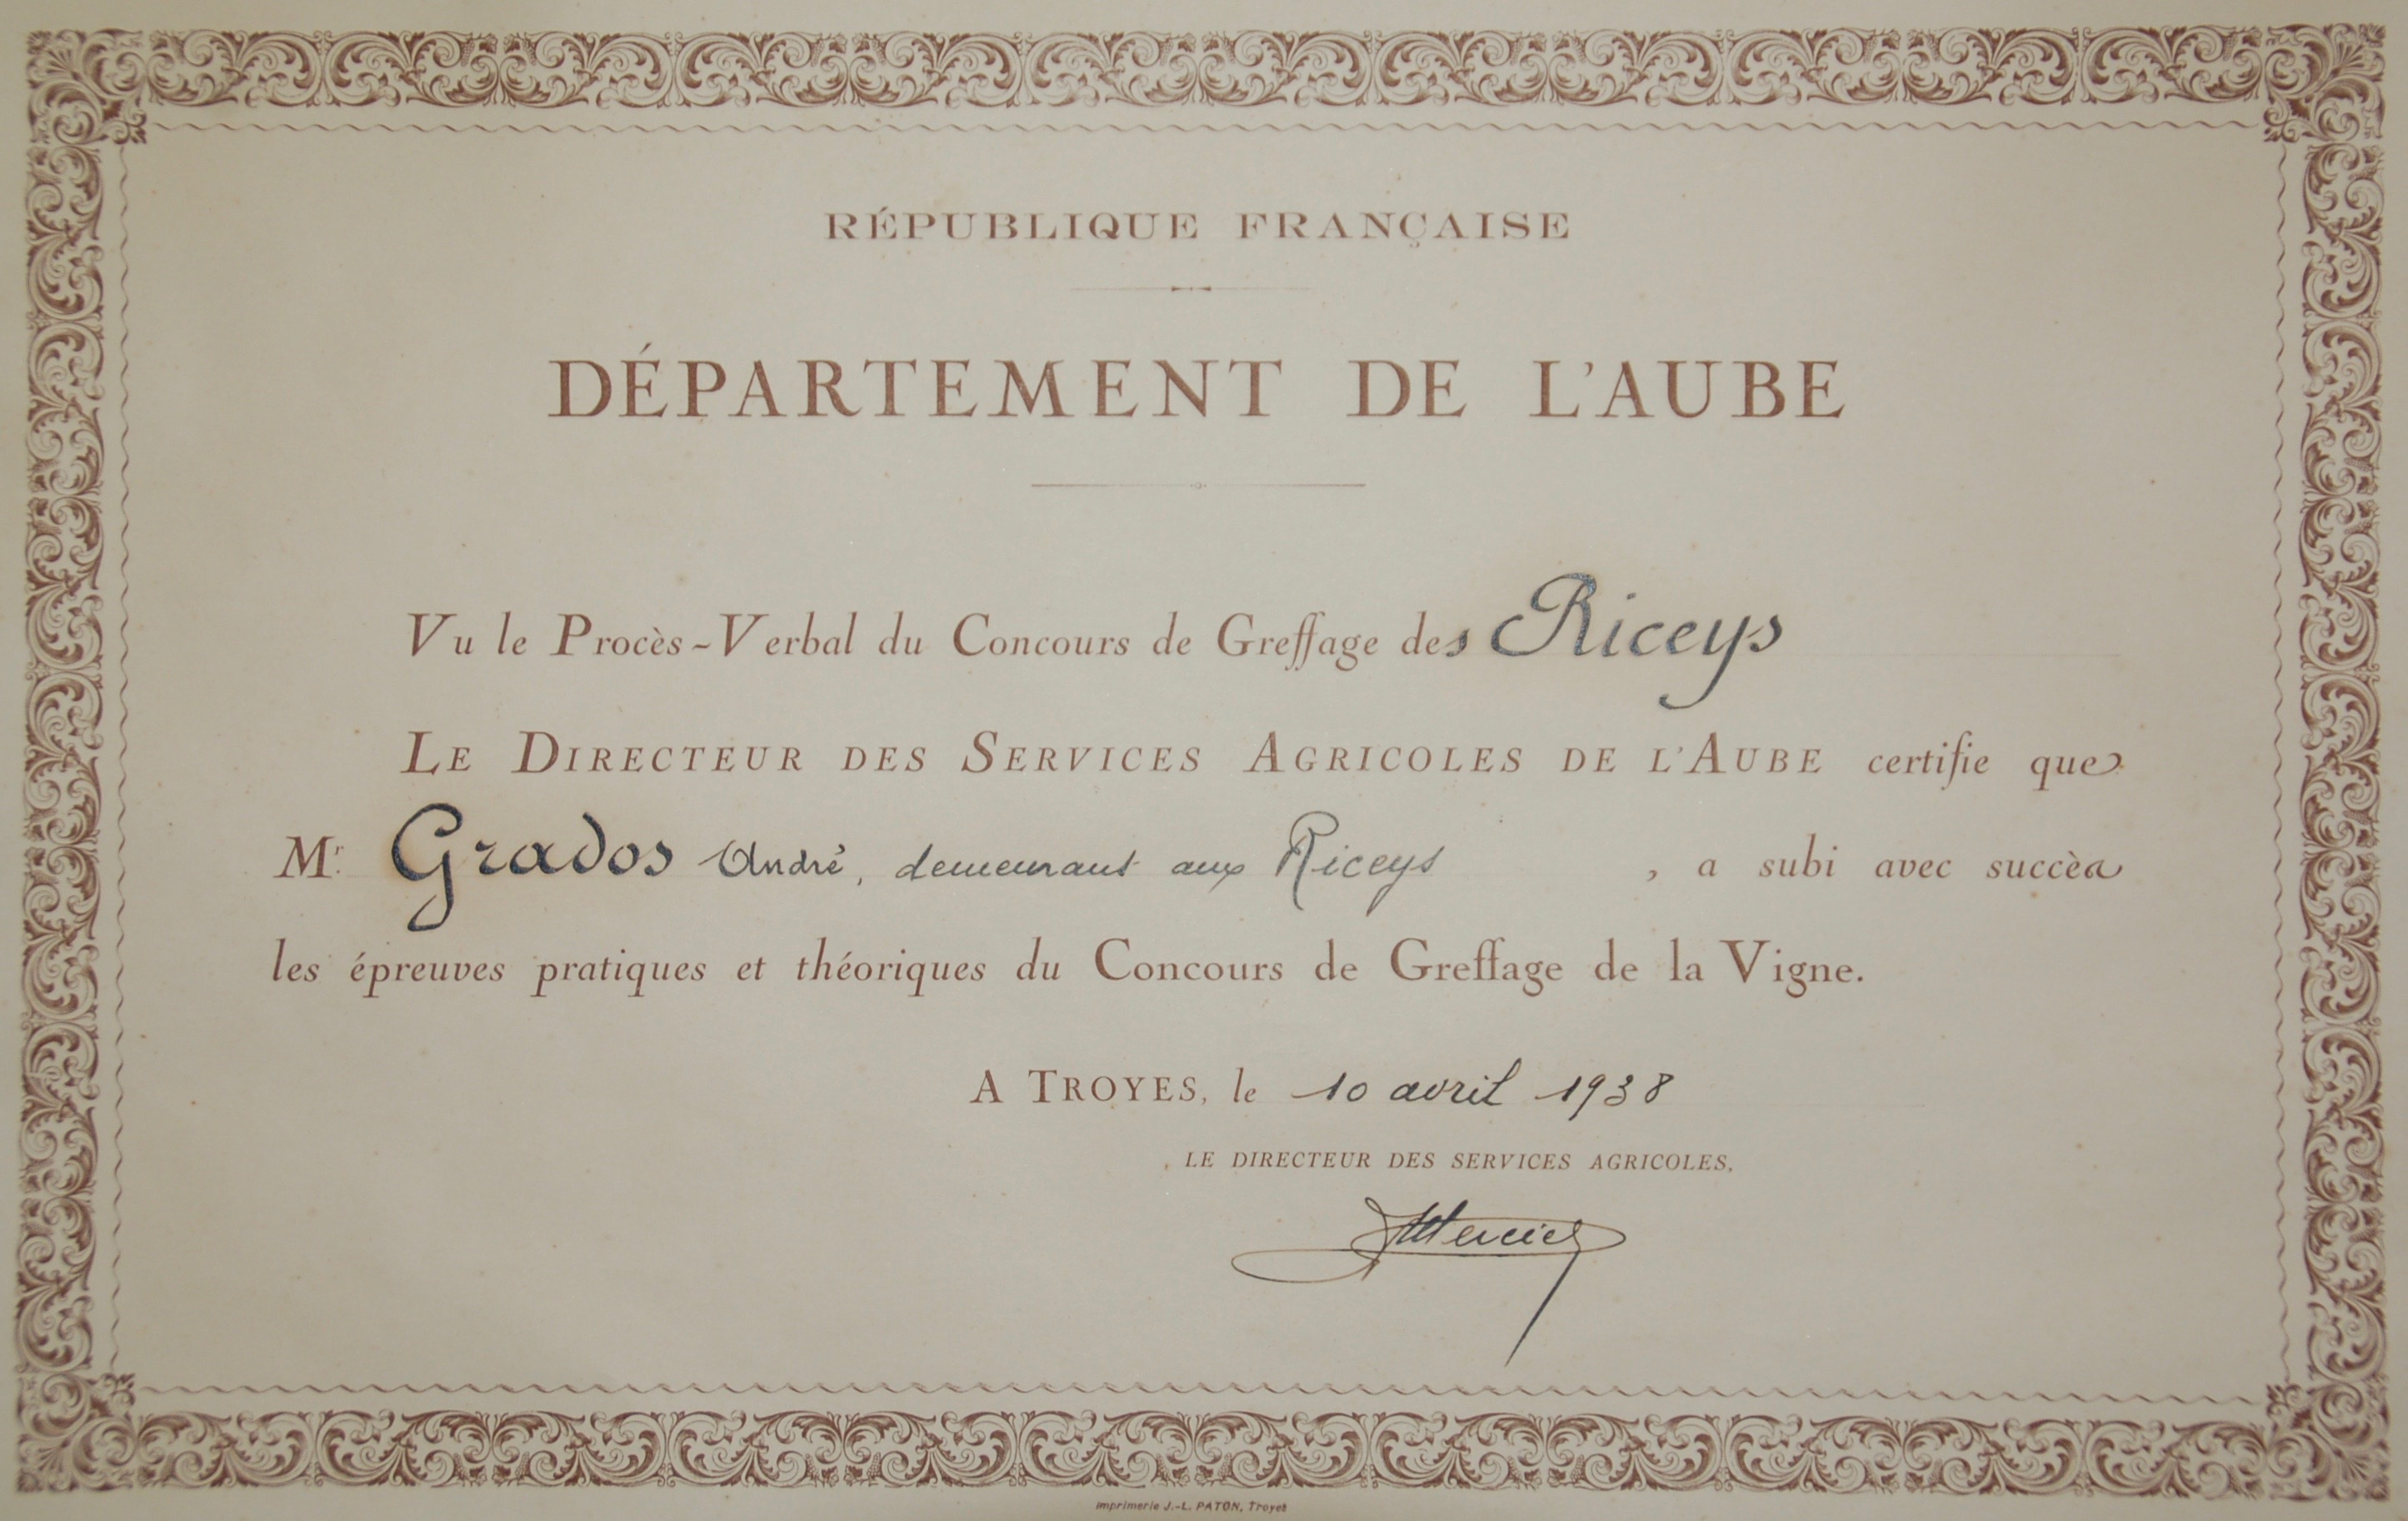 RÉPUBLIQUE FRANÇAISE
DÉPARTEMENT DE L'AUBE
Vu le Procès-Verbal du Concours de Greffage des Riceys
LE DIRECTEUR DES SERVICES AGRICOLES DE L'AUBE certifie que
Mr. Grados André, demeurant aux Riceys , a subi avec succès
les épreuves pratiques et théoriques du Concours de Greffage de la Vigne.
A TROYES, le 10 avril 1938
LE DIRECTEUR DES SERVICES AGRICOLES,
Mercier
Imprimerie J.-L. PATON, Troyes